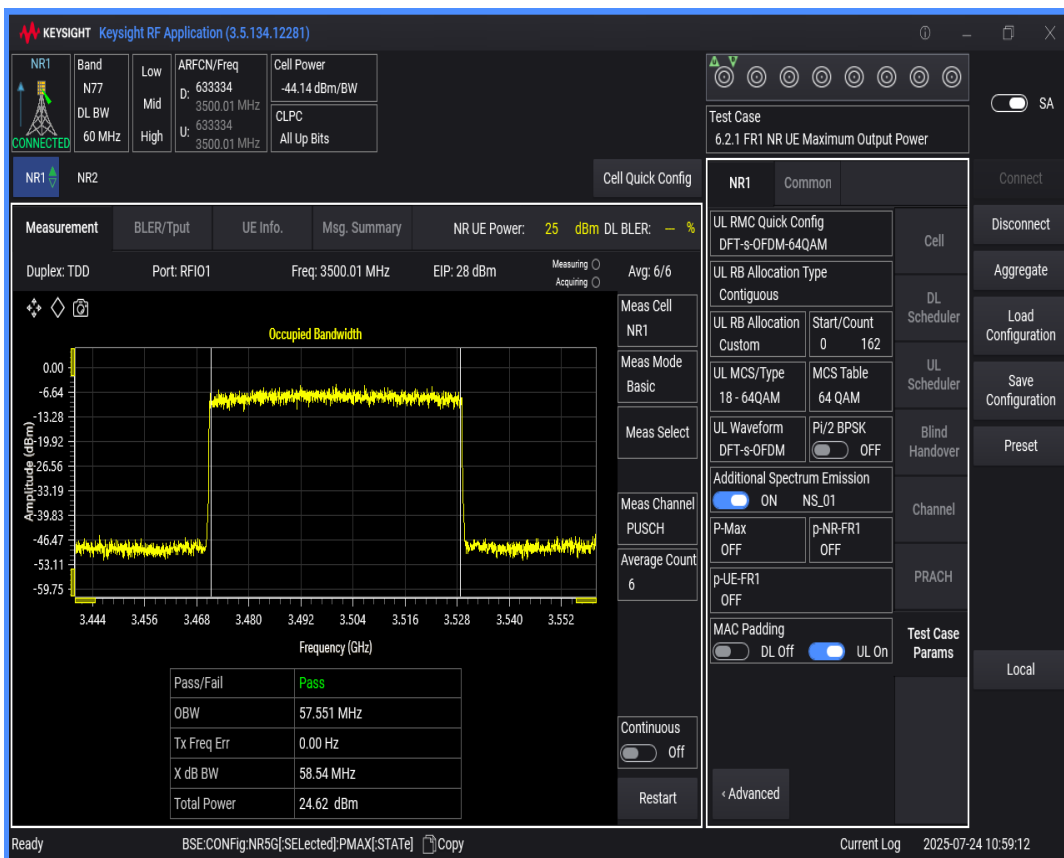 KEYSIGHT Keysight RF Application (3.5.134.12281)
NR1
CONNECTED
Band
N77
DL BW
60 MHz
Low
Mid
High
ARFCN/Freq
D: 633334
3500.01 MHz
U: 633334
3500.01 MHz
Cell Power
-44.14 dBm/BW
CLPC
All Up Bits
Test Case
6.2.1 FR1 NR UE Maximum Output Power
SA
NR1 NR2 Cell Quick Config
Measurement BLER/Tput UE Info. Msg. Summary NR UE Power: 25 dBm DL BLER: — %
Duplex: TDD Port: RFIO1 Freq: 3500.01 MHz EIP: 28 dBm Measuring Acquiring Avg: 6/6
Occupied Bandwidth
Amplitude (dBm)
0.00
-6.64
-13.28
-19.92
-26.56
-33.19
-39.83
-46.47
-53.11
-59.75
3.444 3.456 3.468 3.480 3.492 3.504 3.516 3.528 3.540 3.552
Frequency (GHz)
Pass/Fail Pass
OBW 57.551 MHz
Tx Freq Err 0.00 Hz
X dB BW 58.54 MHz
Total Power 24.62 dBm
Meas Cell
NR1
Meas Mode
Basic
Meas Select
Meas Channel
PUSCH
Average Count
6
Continuous
Off
Restart
NR1 Common
UL RMC Quick Config
DFT-s-OFDM-64QAM
UL RB Allocation Type
Contiguous
UL RB Allocation
Custom
Start/Count
0 162
UL MCS/Type
18 - 64QAM
MCS Table
64 QAM
UL Waveform
DFT-s-OFDM
Pi/2 BPSK
OFF
Additional Spectrum Emission
ON NS_01
P-Max
OFF
p-NR-FR1
OFF
p-UE-FR1
OFF
MAC Padding
DL Off UL On
‹ Advanced
Cell
DL
Scheduler
UL
Scheduler
Blind
Handover
Channel
PRACH
Test Case
Params
Connect
Disconnect
Aggregate
Load
Configuration
Save
Configuration
Preset
Local
Ready BSE:CONFig:NR5G[:SELected]:PMAX[:STATe] Copy Current Log 2025-07-24 10:59:12